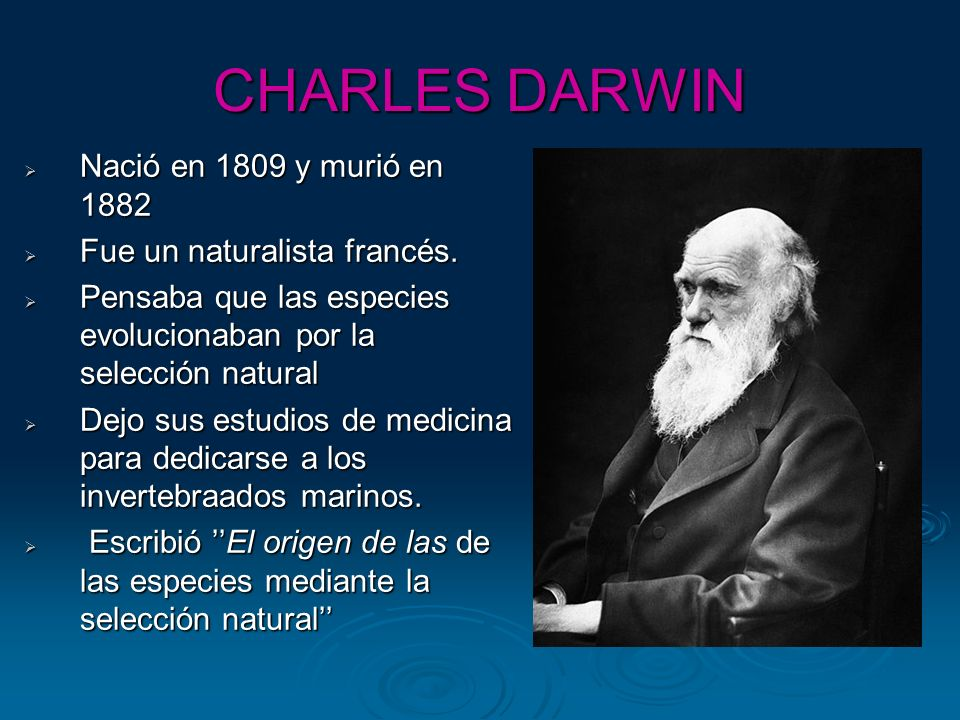 CHARLES DARWIN
➢ Nació en 1809 y murió en
1882
➢ Fue un naturalista francés.
➢ Pensaba que las especies
evolucionaban por la
selección natural
➢ Dejo sus estudios de medicina
para dedicarse a los
invertebraados marinos.
➢ Escribió ’’El origen de las de
las especies mediante la
selección natural’’